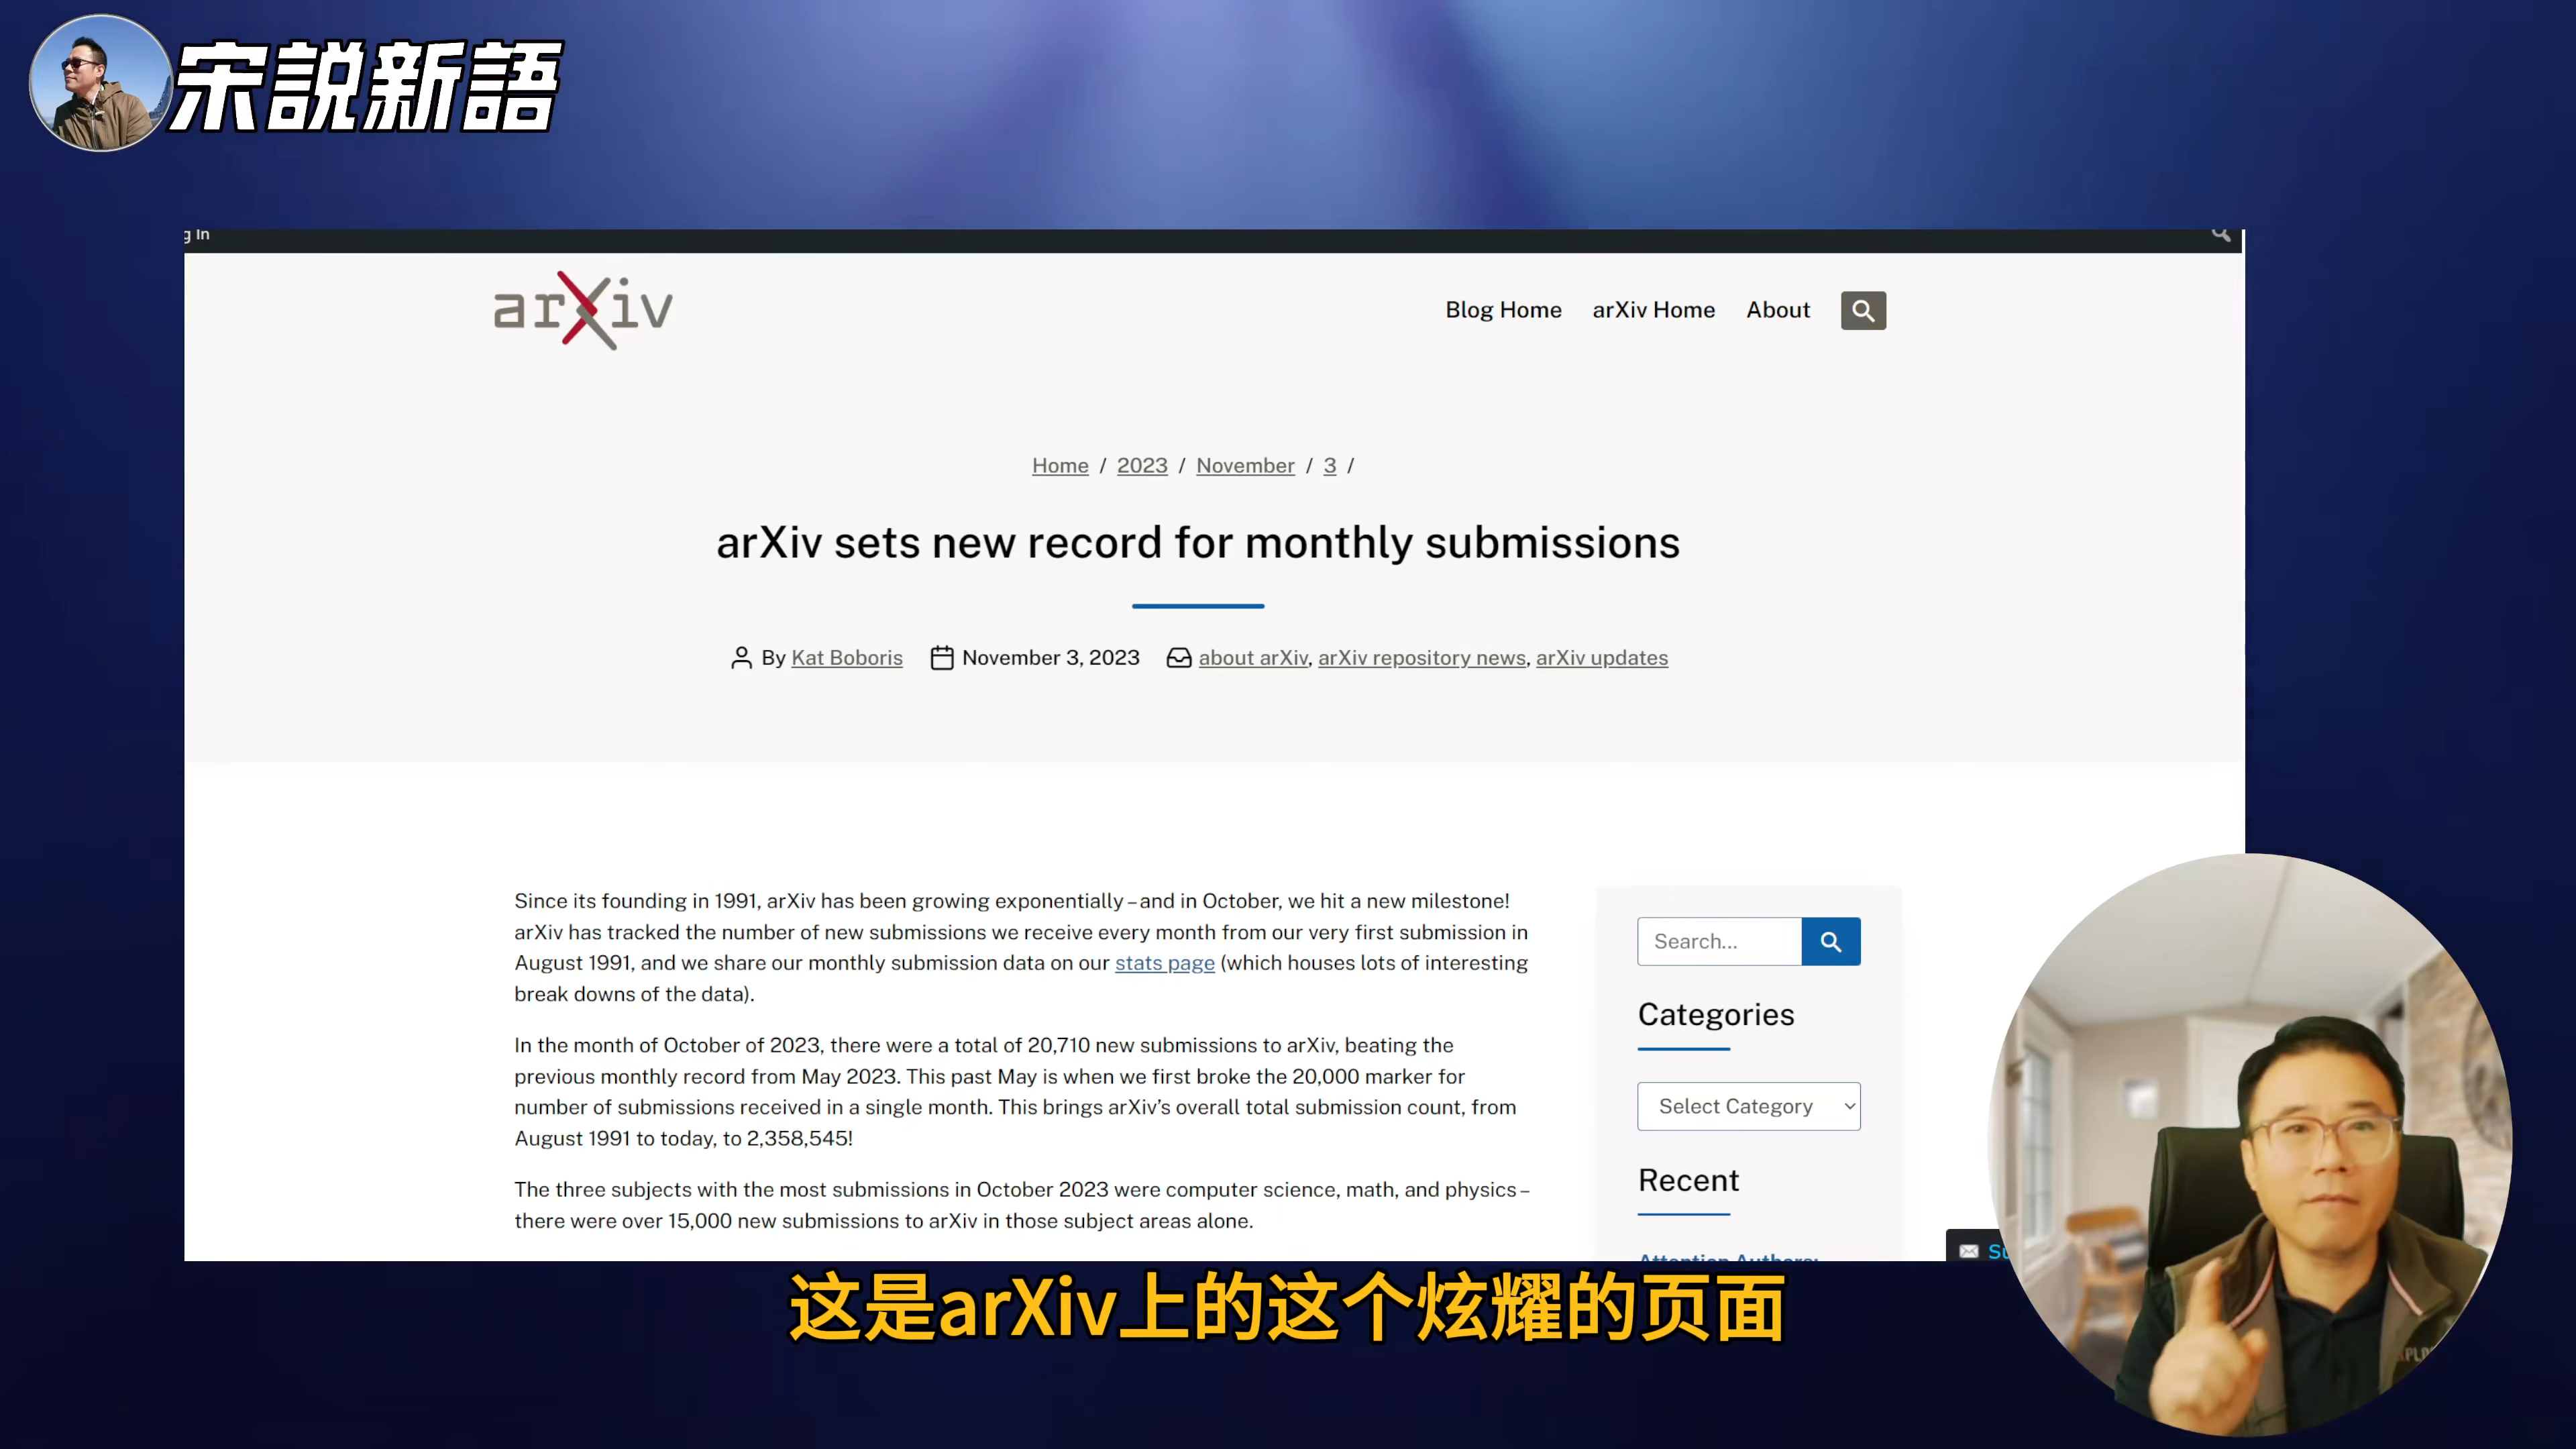 宋説新語
g In
arXiv
Blog Home arXiv Home About
Home / 2023 / November / 3 /
arXiv sets new record for monthly submissions
By Kat Boboris November 3, 2023 about arXiv, arXiv repository news, arXiv updates
Since its founding in 1991, arXiv has been growing exponentially – and in October, we hit a new milestone!
arXiv has tracked the number of new submissions we receive every month from our very first submission in
August 1991, and we share our monthly submission data on our stats page (which houses lots of interesting
break downs of the data).
In the month of October of 2023, there were a total of 20,710 new submissions to arXiv, beating the
previous monthly record from May 2023. This past May is when we first broke the 20,000 marker for
number of submissions received in a single month. This brings arXiv’s overall total submission count, from
August 1991 to today, to 2,358,545!
The three subjects with the most submissions in October 2023 were computer science, math, and physics –
there were over 15,000 new submissions to arXiv in those subject areas alone.
Search...
Categories
Select Category
Recent
Attention Authors:
这是arXiv上的这个炫耀的页面